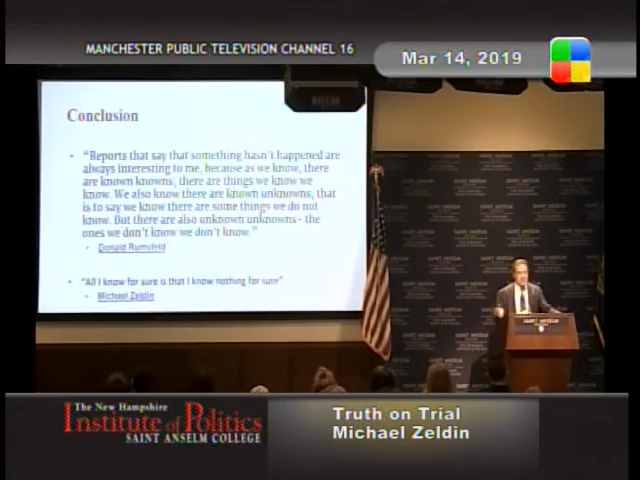 MANCHESTER PUBLIC TELEVISION CHANNEL 16
Mar 14, 2019
Conclusion
"Reports that say that something hasn't happened are
always interesting to me, because as we know, there
are known knowns; there are things we know we
know. We also know there are known unknowns; that
is to say we know there are some things we do not
know. But there are also unknown unknowns– the
ones we don't know we don't know."
Donald Rumsfeld
"All I know for sure is that I know nothing for sure"
Michael Zeldin
SAINT ANSELM
The New Hampshire
Institute of Politics
SAINT ANSELM COLLEGE
Truth on Trial
Michael Zeldin